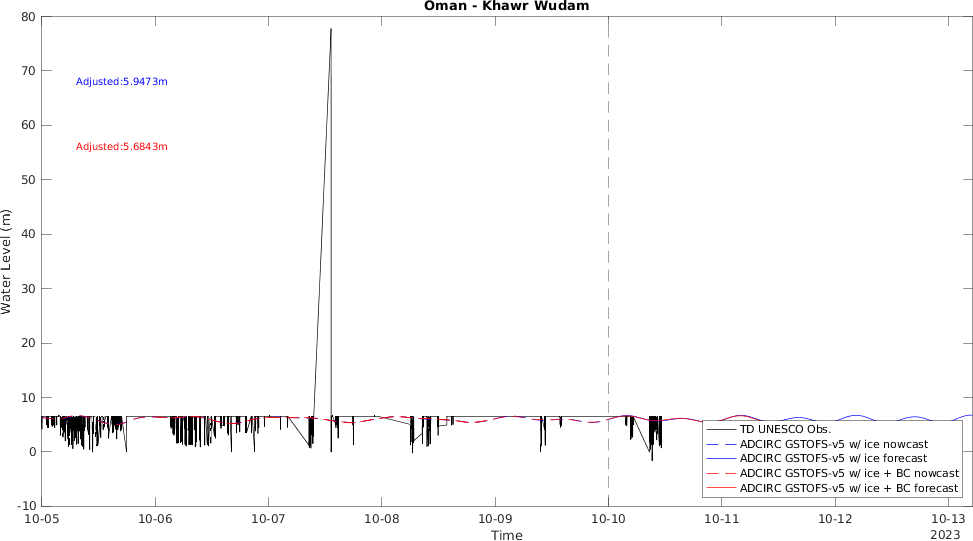 Oman - Khawr Wudam
80
70
60
50
40
30
20
10
0
-10
Water Level (m)
Adjusted:5.9473m
Adjusted:5.6843m
TD UNESCO Obs.
ADCIRC GSTOFS-v5 w/ ice nowcast
ADCIRC GSTOFS-v5 w/ ice forecast
ADCIRC GSTOFS-v5 w/ ice + BC nowcast
ADCIRC GSTOFS-v5 w/ ice + BC forecast
10-05 10-06 10-07 10-08 10-09 10-10 10-11 10-12 10-13
Time
2023